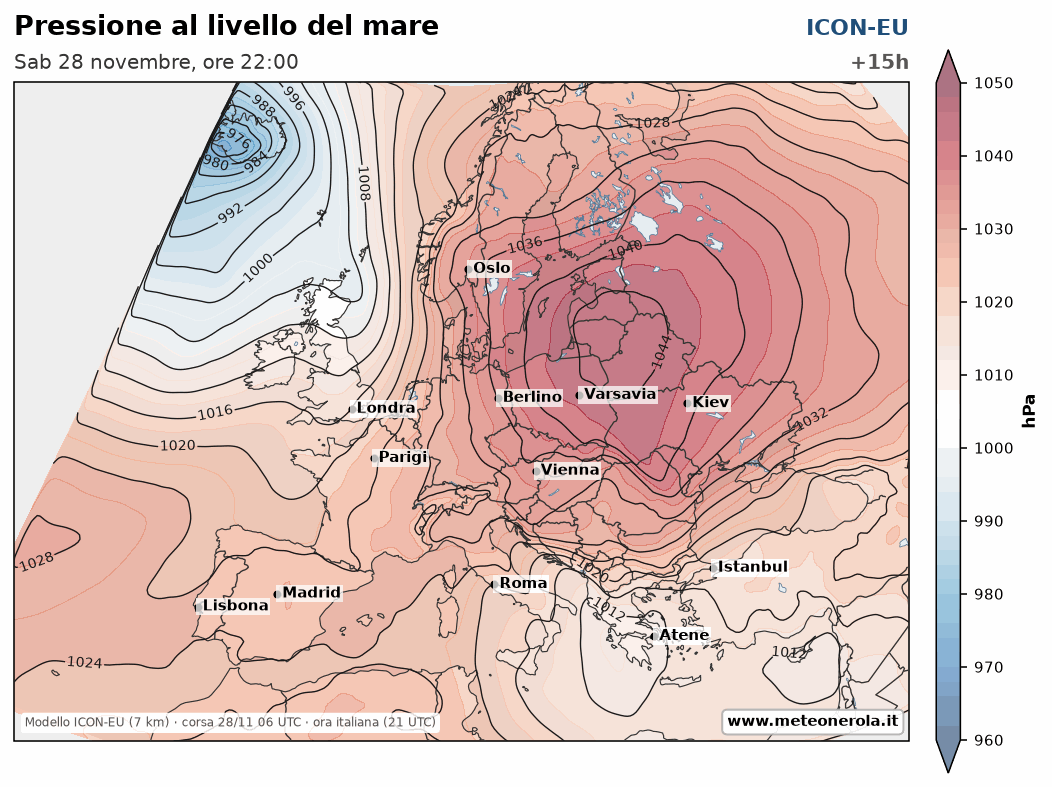 Pressione al livello del mare
ICON-EU
Sab 28 novembre, ore 22:00
+15h
1028
996
988
976
980
984
1028
1008
992
1036
1040
1000
Oslo
1044
Berlino
Varsavia
Kiev
Londra
1016
1032
1020
Parigi
Vienna
1028
1020
Istanbul
Roma
Madrid
Lisbona
1012
Atene
1012
1024
Modello ICON-EU (7 km) · corsa 28/11 06 UTC · ora italiana (21 UTC)
www.meteonerola.it
1050
1040
1030
1020
1010
1000
990
980
970
960
hPa